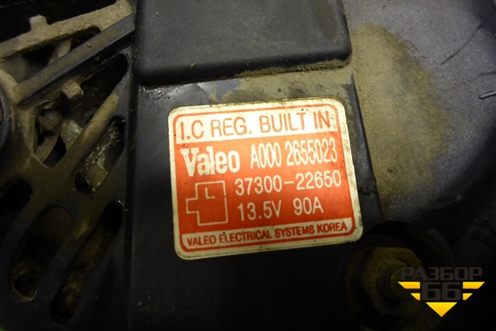 I.C REG. BUILT IN
Valeo A000 2655023
37300-22650
13.5V 90A
VALEO ELECTRICAL SYSTEMS KOREA
РАЗБОР
66